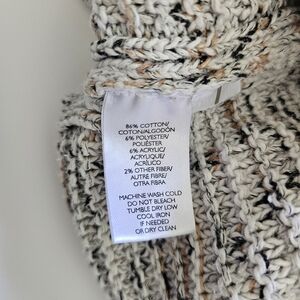 86% COTTON/
COTON/ALGODÓN
6% POLYESTER/
POLIÉSTER
6% ACRYLIC/
ACRYLIQUE/
ACRÍLICO
2% OTHER FIBER/
AUTRE FIBRE/
OTRA FIBRA
MACHINE WASH COLD
DO NOT BLEACH
TUMBLE DRY LOW
COOL IRON
IF NEEDED
OR DRY CLEAN